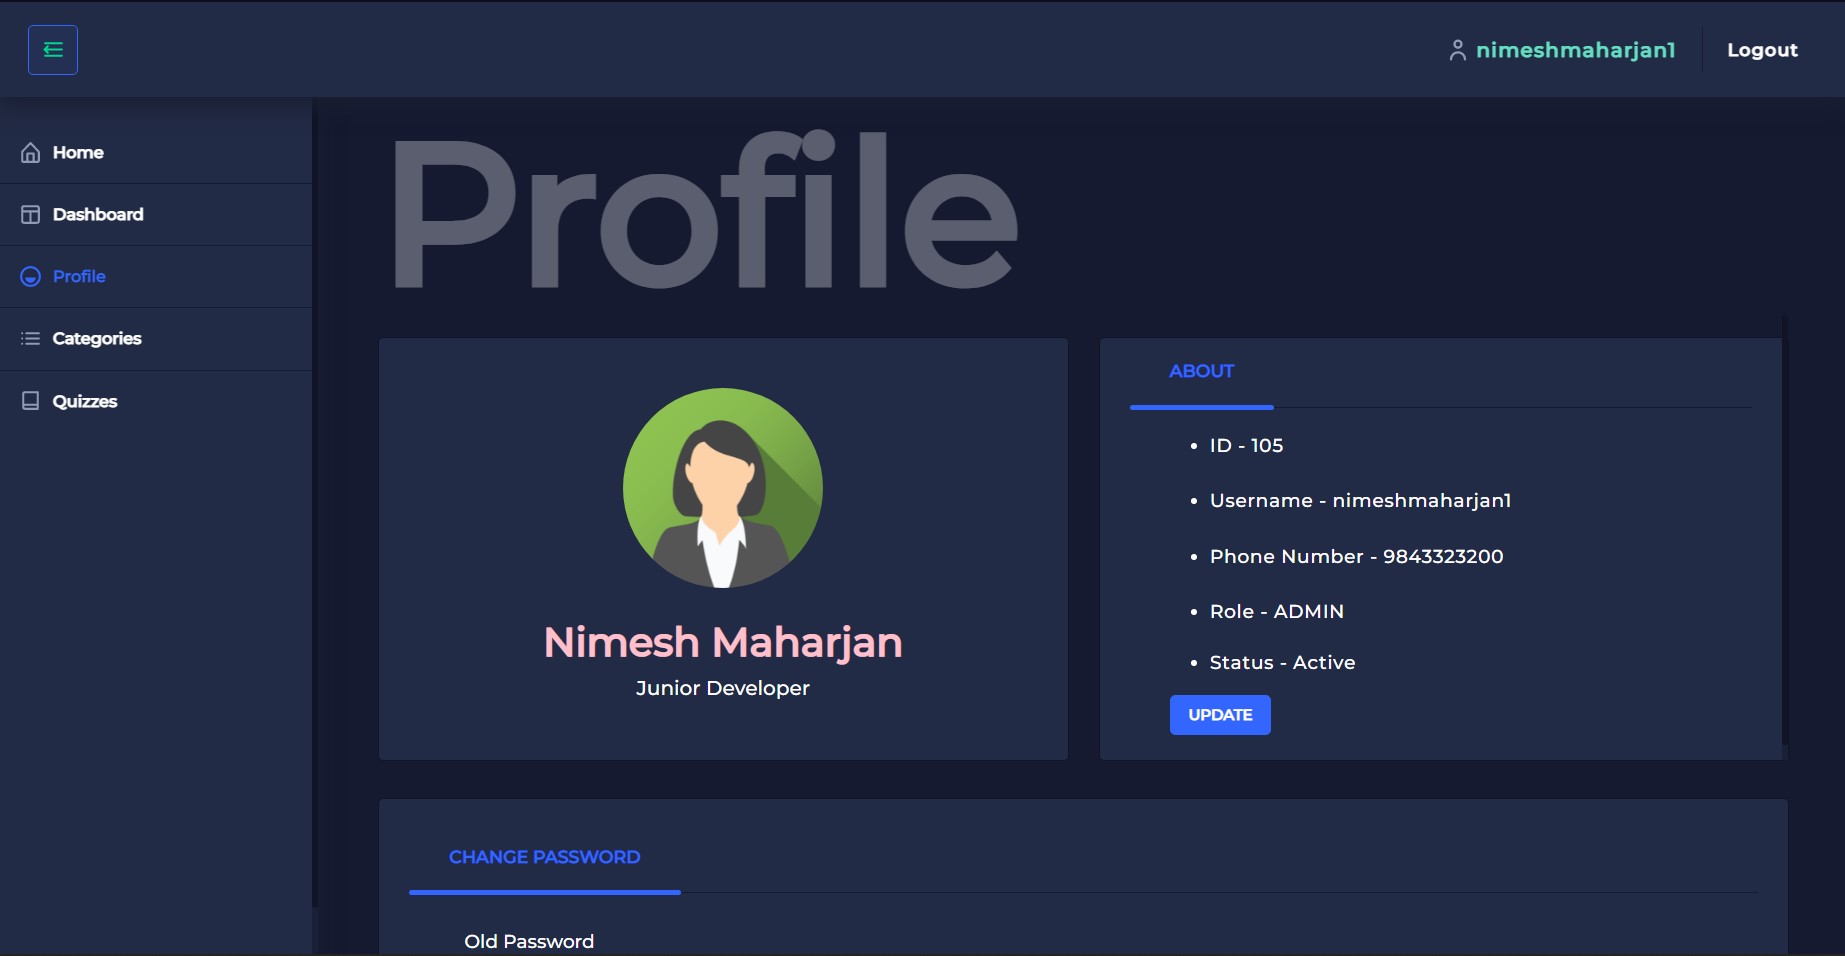 nimeshmaharjan1
Logout
Home
Dashboard
Profile
Categories
Quizzes
Profile
Nimesh Maharjan
Junior Developer
ABOUT
ID - 105
Username - nimeshmaharjan1
Phone Number - 9843323200
Role - ADMIN
Status - Active
UPDATE
CHANGE PASSWORD
Old Password